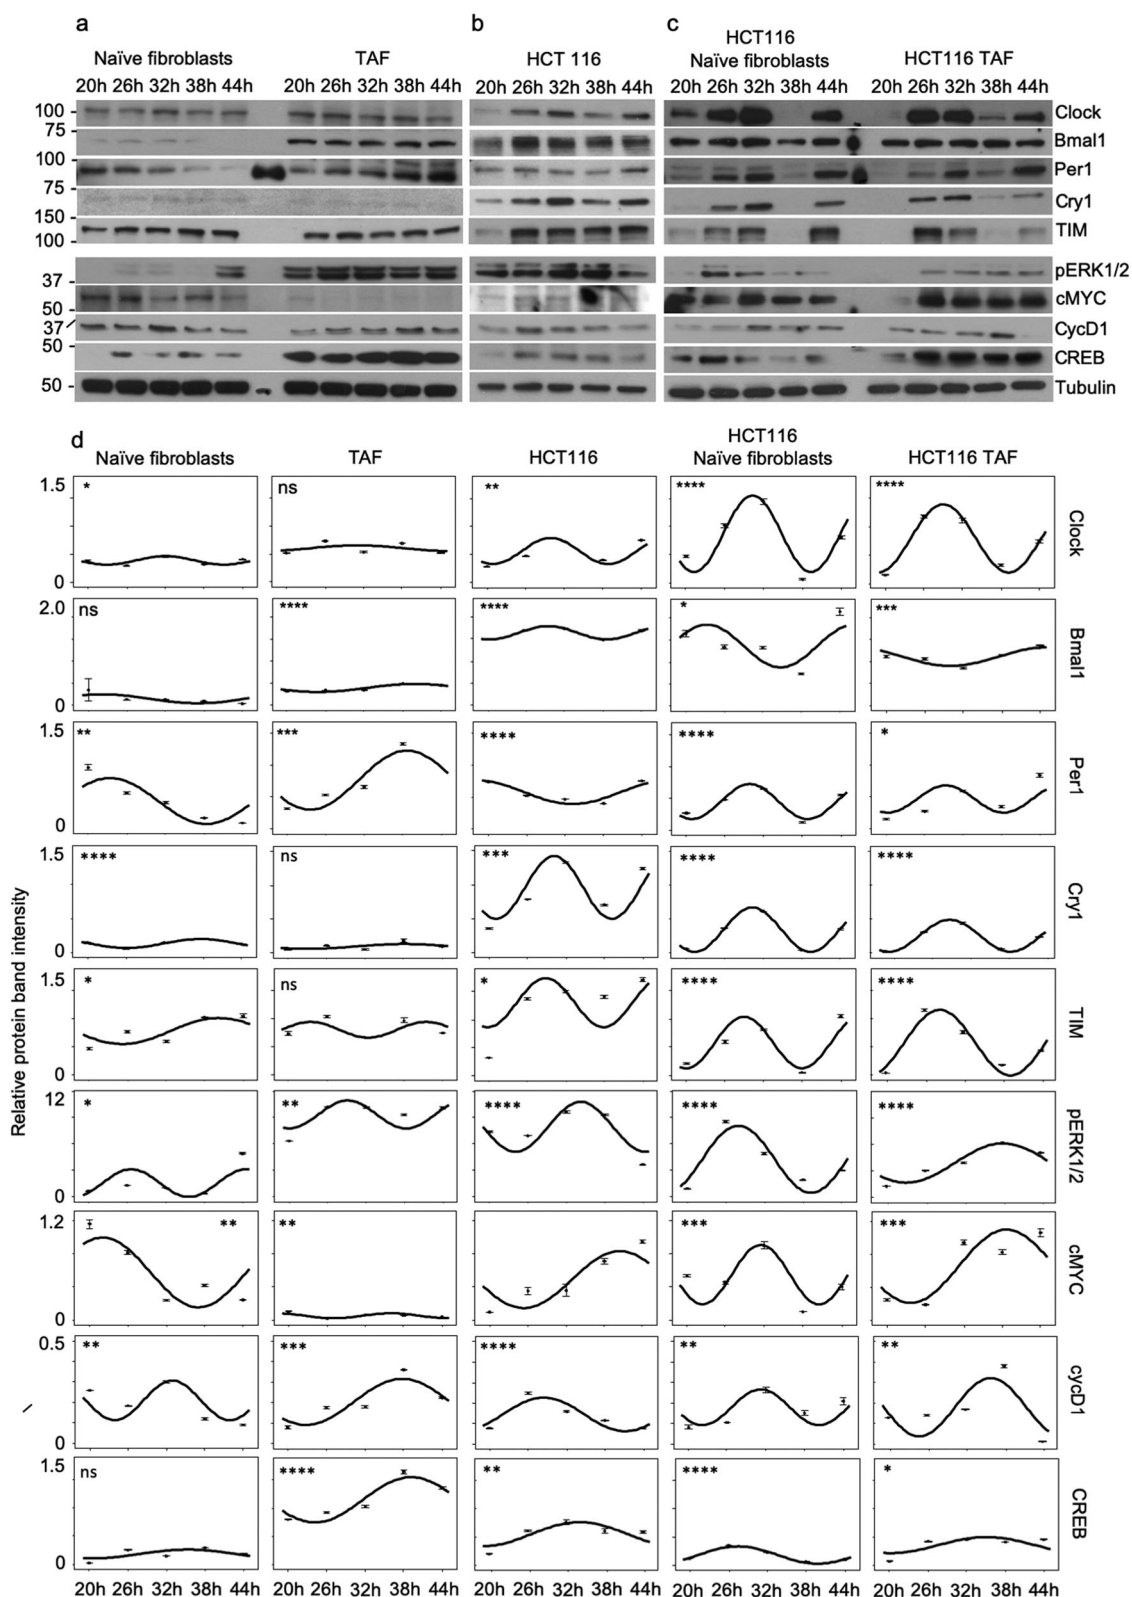 a
b
c
Naïve fibroblasts
TAF
HCT 116
HCT116
Naïve fibroblasts
HCT116 TAF
20h 26h 32h 38h 44h
20h 26h 32h 38h 44h
20h 26h 32h 38h 44h
20h 26h 32h 38h 44h
20h 26h 32h 38h 44h
100
Clock
75
Bmal1
100
Per1
75
Cry1
150
TIM
100
pERK1/2
37
cMYC
50
CycD1
37
CREB
50
Tubulin
50
d
Naïve fibroblasts
TAF
HCT116
HCT116
Naïve fibroblasts
HCT116 TAF
Relative protein band intensity
1.5
0
* ns ** **** ****
Clock
2.0
0
ns **** **** * ***
Bmal1
1.5
0
** *** **** **** *
Per1
1.5
0
**** ns *** **** ****
Cry1
1.5
0
* ns * **** ****
TIM
12
0
* ** **** **** ****
pERK1/2
1.2
0
** ** *** ***
cMYC
0.5
0
** *** **** ** **
cycD1
1.5
0
ns **** ** **** *
CREB
20h 26h 32h 38h 44h
20h 26h 32h 38h 44h
20h 26h 32h 38h 44h
20h 26h 32h 38h 44h
20h 26h 32h 38h 44h